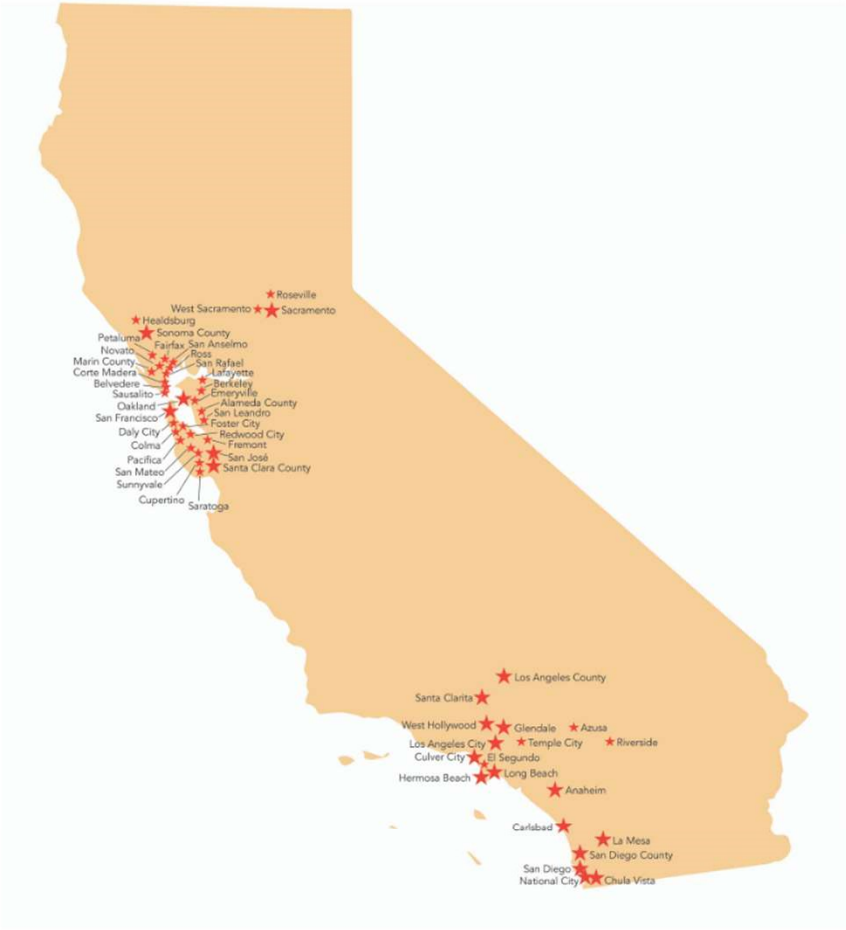 Roseville
West Sacramento
Sacramento
Healdsburg
Sonoma County
Petaluma
Fairfax
San Anselmo
Novato
Ross
Marin County
San Rafael
Corte Madera
Lafayette
Belvedere
Berkeley
Sausalito
Emeryville
Alameda County
Oakland
San Leandro
San Francisco
Foster City
Daly City
Redwood City
Colma
Fremont
Pacifica
San José
San Mateo
Santa Clara County
Sunnyvale
Cupertino
Saratoga
Los Angeles County
Santa Clarita
West Hollywood
Glendale
Azusa
Los Angeles City
Temple City
Riverside
Culver City
El Segundo
Hermosa Beach
Long Beach
Anaheim
Carlsbad
La Mesa
San Diego County
San Diego
National City
Chula Vista